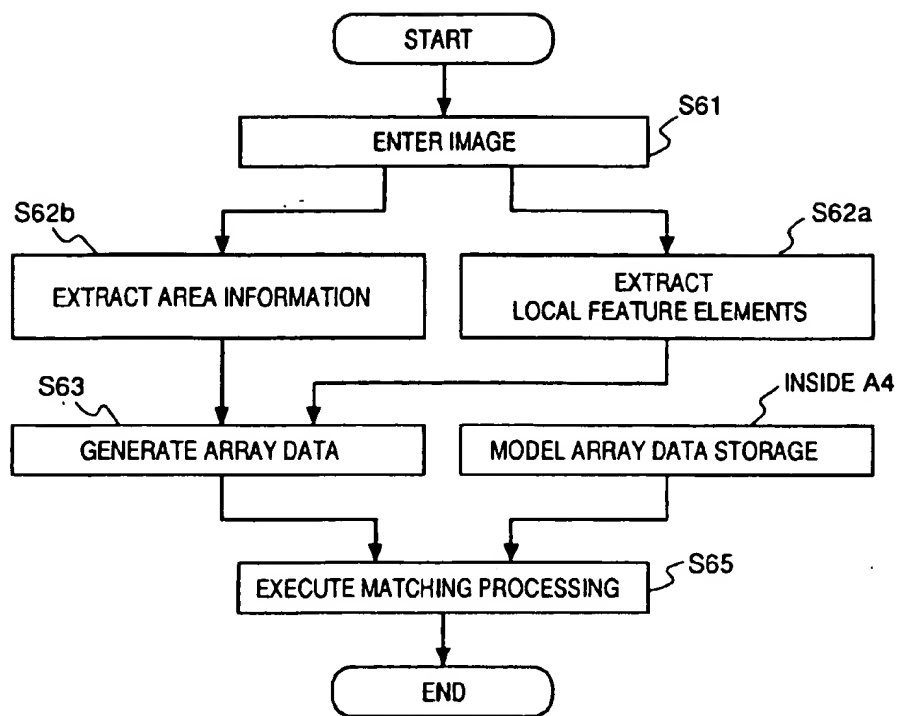 START
S61
ENTER IMAGE
S62b
S62a
EXTRACT AREA INFORMATION
EXTRACT
LOCAL FEATURE ELEMENTS
S63
INSIDE A4
GENERATE ARRAY DATA
MODEL ARRAY DATA STORAGE
S65
EXECUTE MATCHING PROCESSING
END